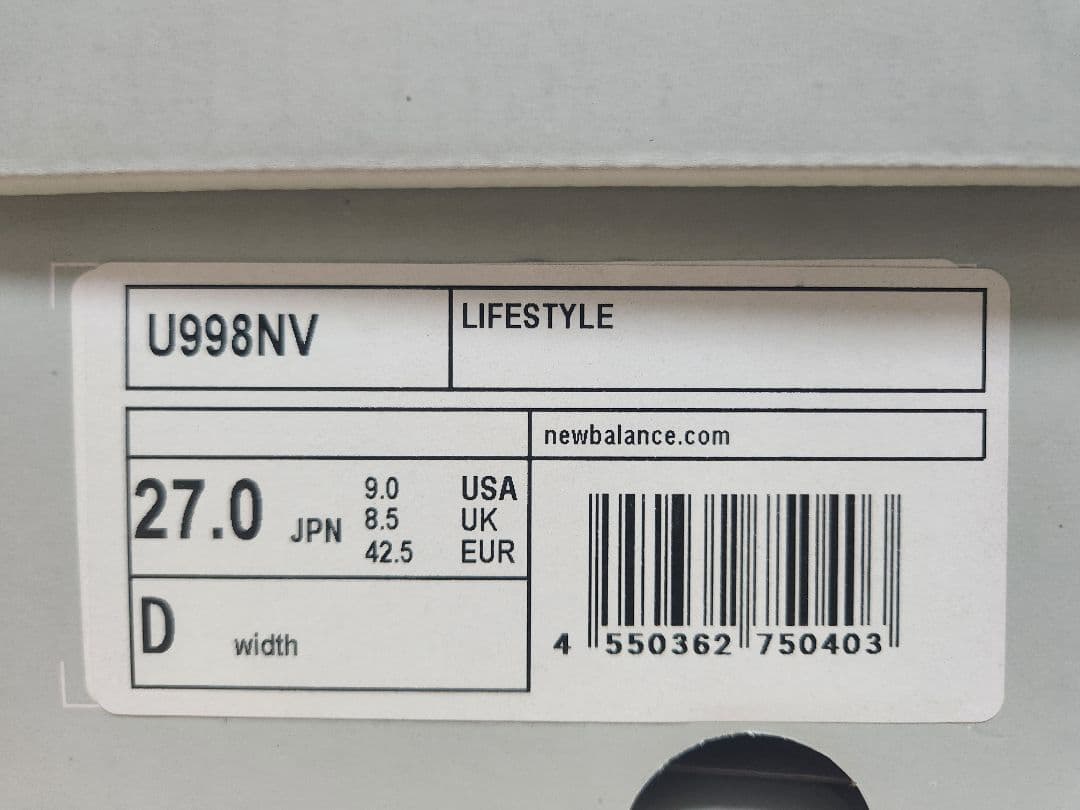 U998NV
LIFESTYLE
newbalance.com
27.0 JPN
9.0 USA
8.5 UK
42.5 EUR
D width
4 550362 750403